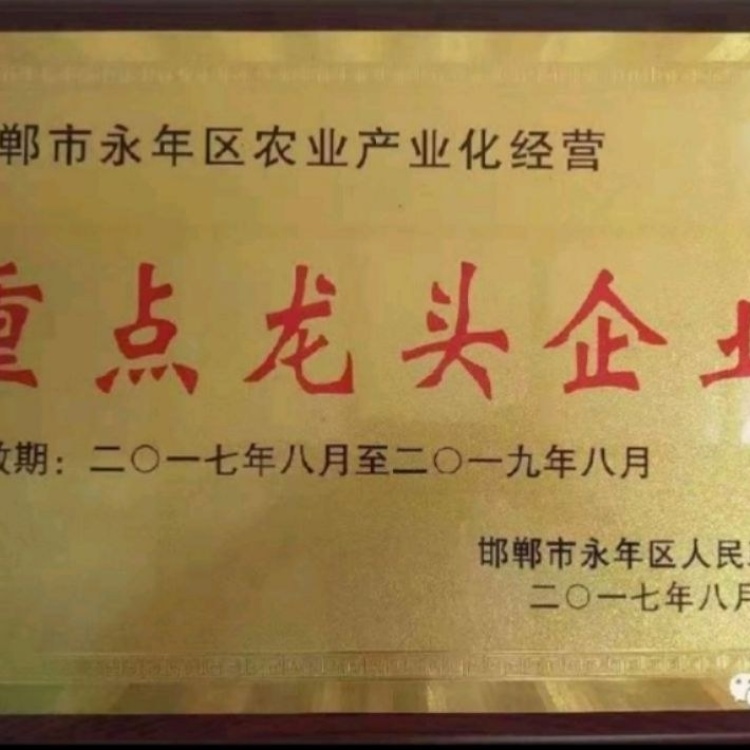 郸市永年区农业产业化经营
重点龙头企业
效期：二〇一七年八月至二〇一九年八月
邯郸市永年区人民
二〇一七年八月